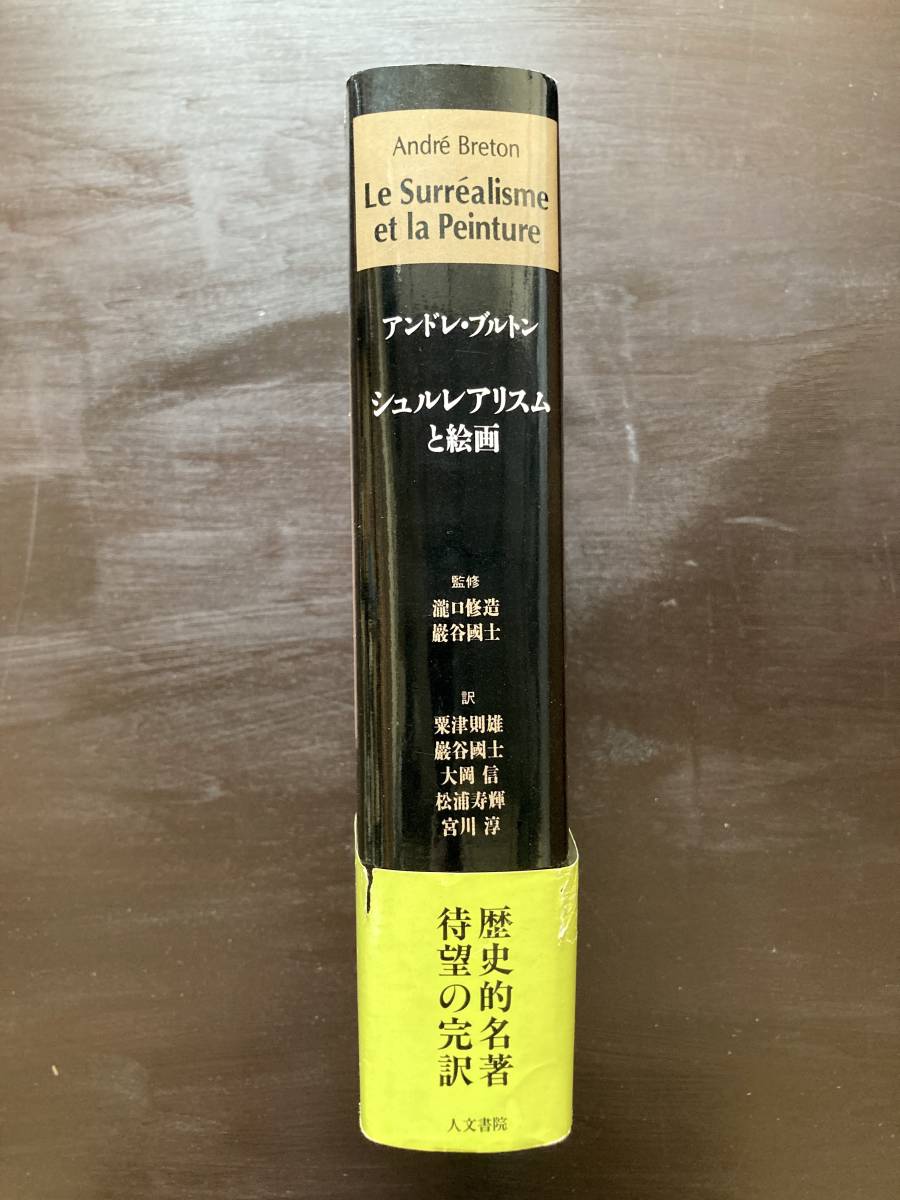 André Breton
Le Surréalisme
et la Peinture
アンドレ・ブルトン
シュルレアリスム
と絵画
監修
瀧口修造
巖谷國士
訳
粟津則雄
巖谷國士
大岡 信
松浦寿輝
宮川 淳
歴史的名著
待望の完訳
人文書院